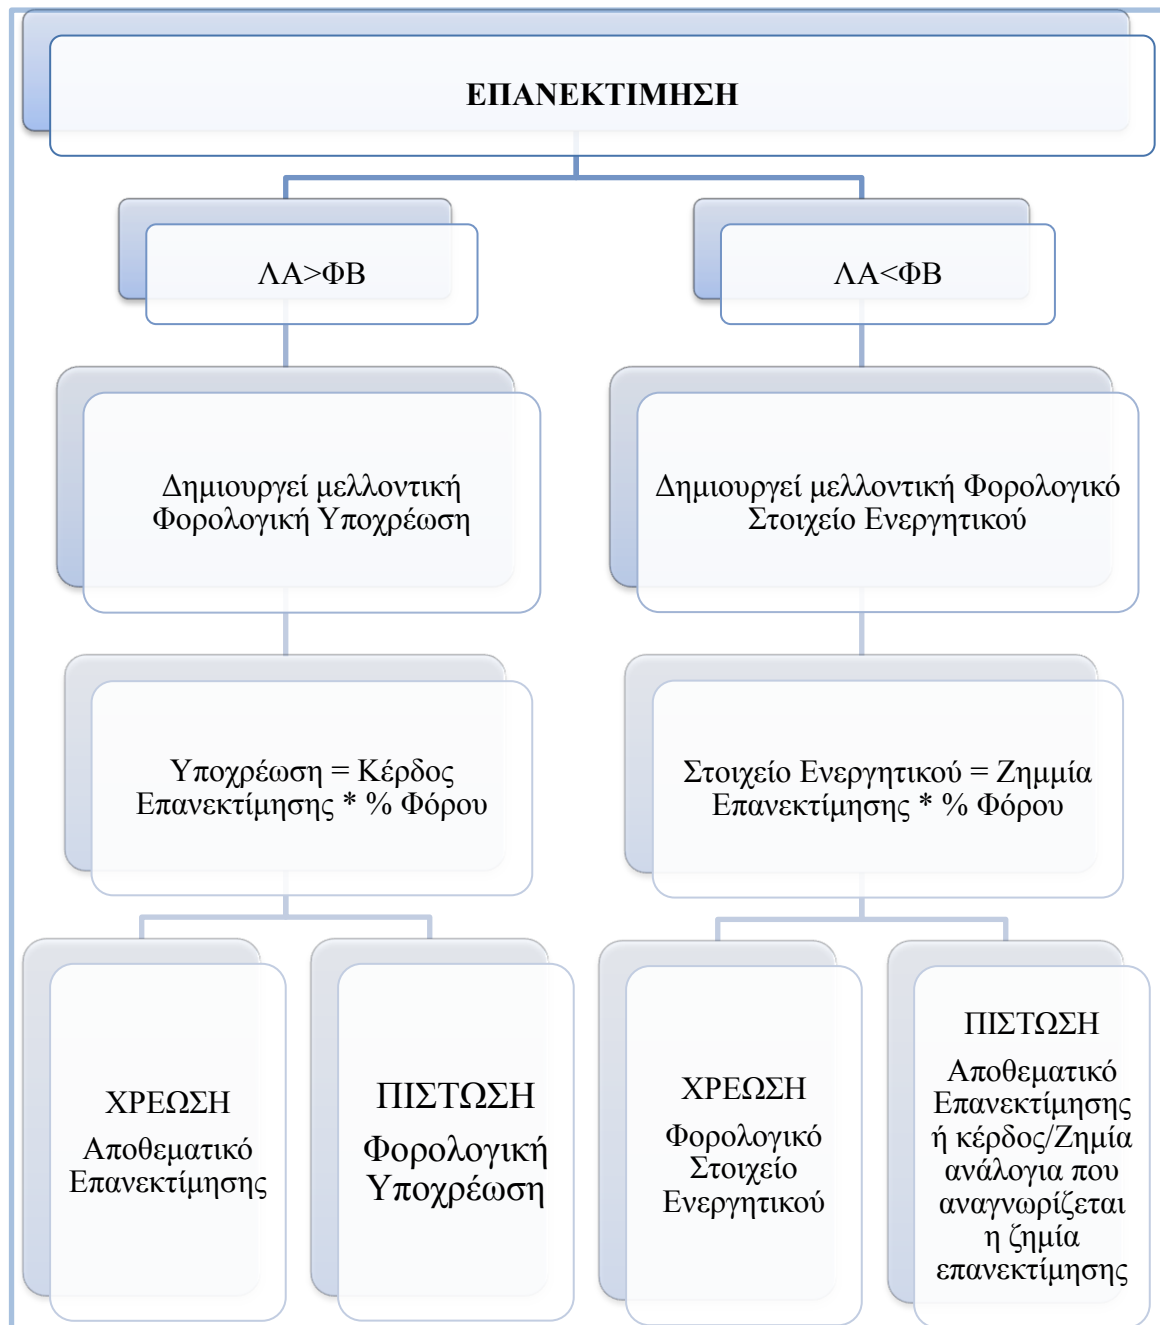 ΕΠΑΝΕΚΤΙΜΗΣΗ
ΛΑ>ΦΒ
ΛΑ<ΦΒ
Δημιουργεί μελλοντική
Φορολογική Υποχρέωση
Δημιουργεί μελλοντική Φορολογικό
Στοιχείο Ενεργητικού
Υποχρέωση = Κέρδος
Επανεκτίμησης * % Φόρου
Στοιχείο Ενεργητικού = Ζημμία
Επανεκτίμησης * % Φόρου
ΧΡΕΩΣΗ
Αποθεματικό
Επανεκτίμησης
ΠΙΣΤΩΣΗ
Φορολογική
Υποχρέωση
ΧΡΕΩΣΗ
Φορολογικό
Στοιχείο
Ενεργητικού
ΠΙΣΤΩΣΗ
Αποθεματικό
Επανεκτίμησης
ή κέρδος/Ζημία
ανάλογια που
αναγνωρίζεται
η ζημία
επανεκτίμησης